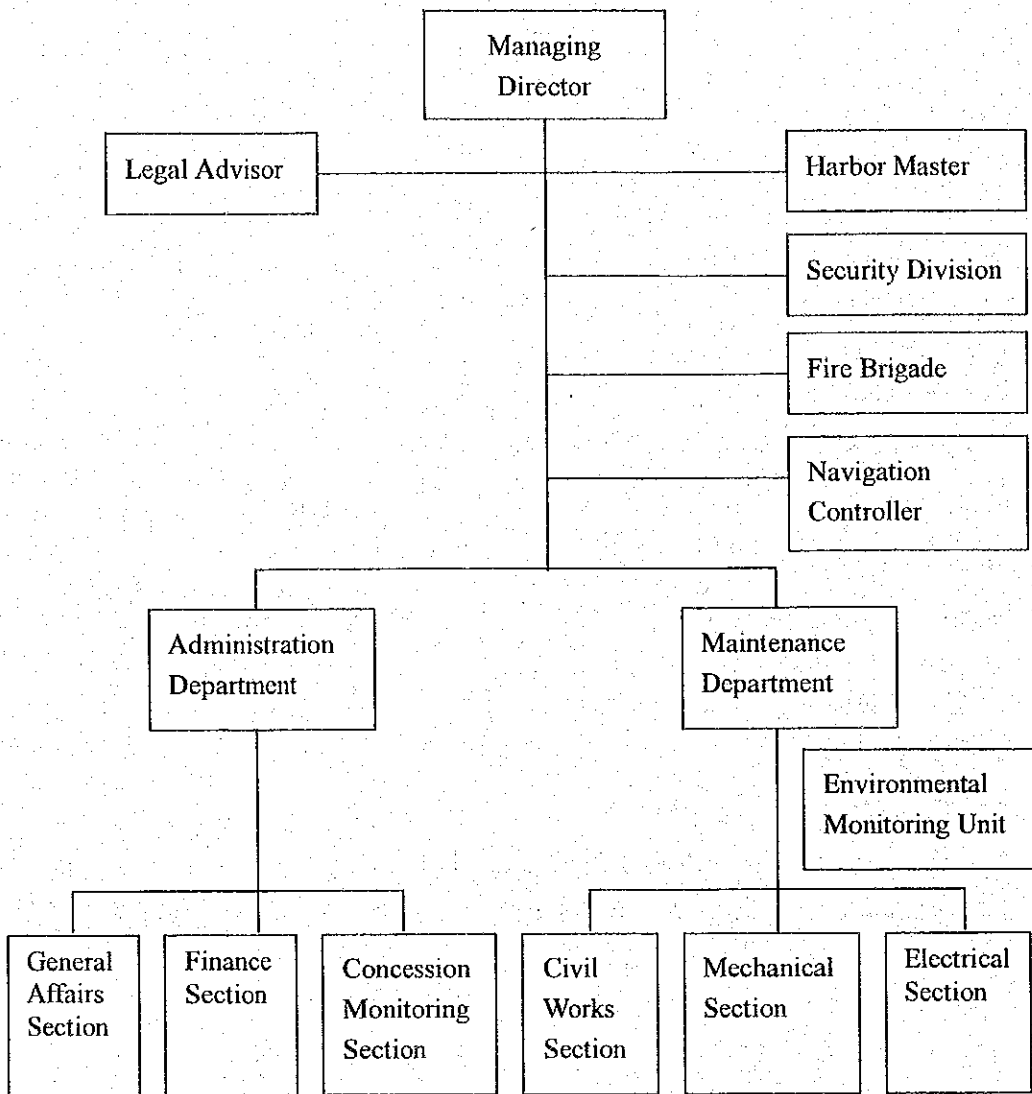 Managing
Director
Legal Advisor
Harbor Master
Security Division
Fire Brigade
Navigation
Controller
Administration
Department
Maintenance
Department
Environmental
Monitoring Unit
General
Affairs
Section
Finance
Section
Concession
Monitoring
Section
Civil
Works
Section
Mechanical
Section
Electrical
Section